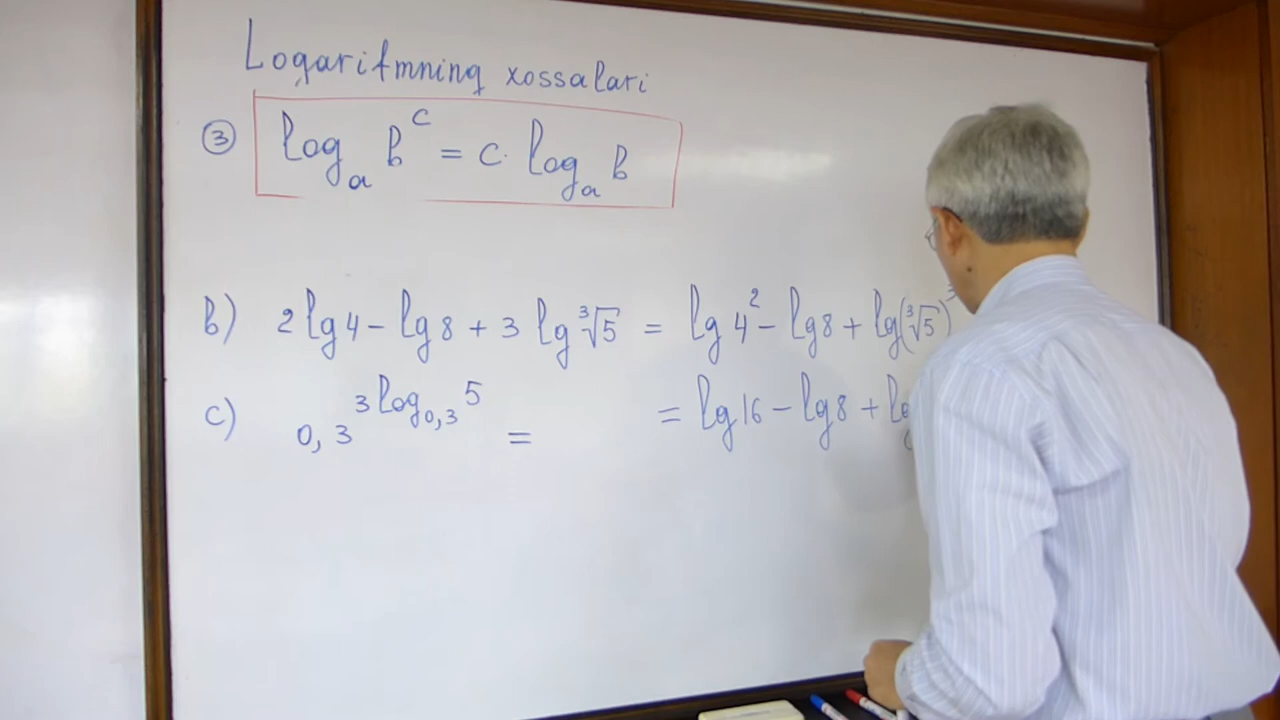 Logaritmning xossalari
③ log_a b^c = c · log_a b
b) 2 lg 4 - lg 8 + 3 lg ∛5 = lg 4² - lg 8 + lg(∛5)
c) 0,3^(3 log_0,3 5) =
= lg 16 - lg 8 +